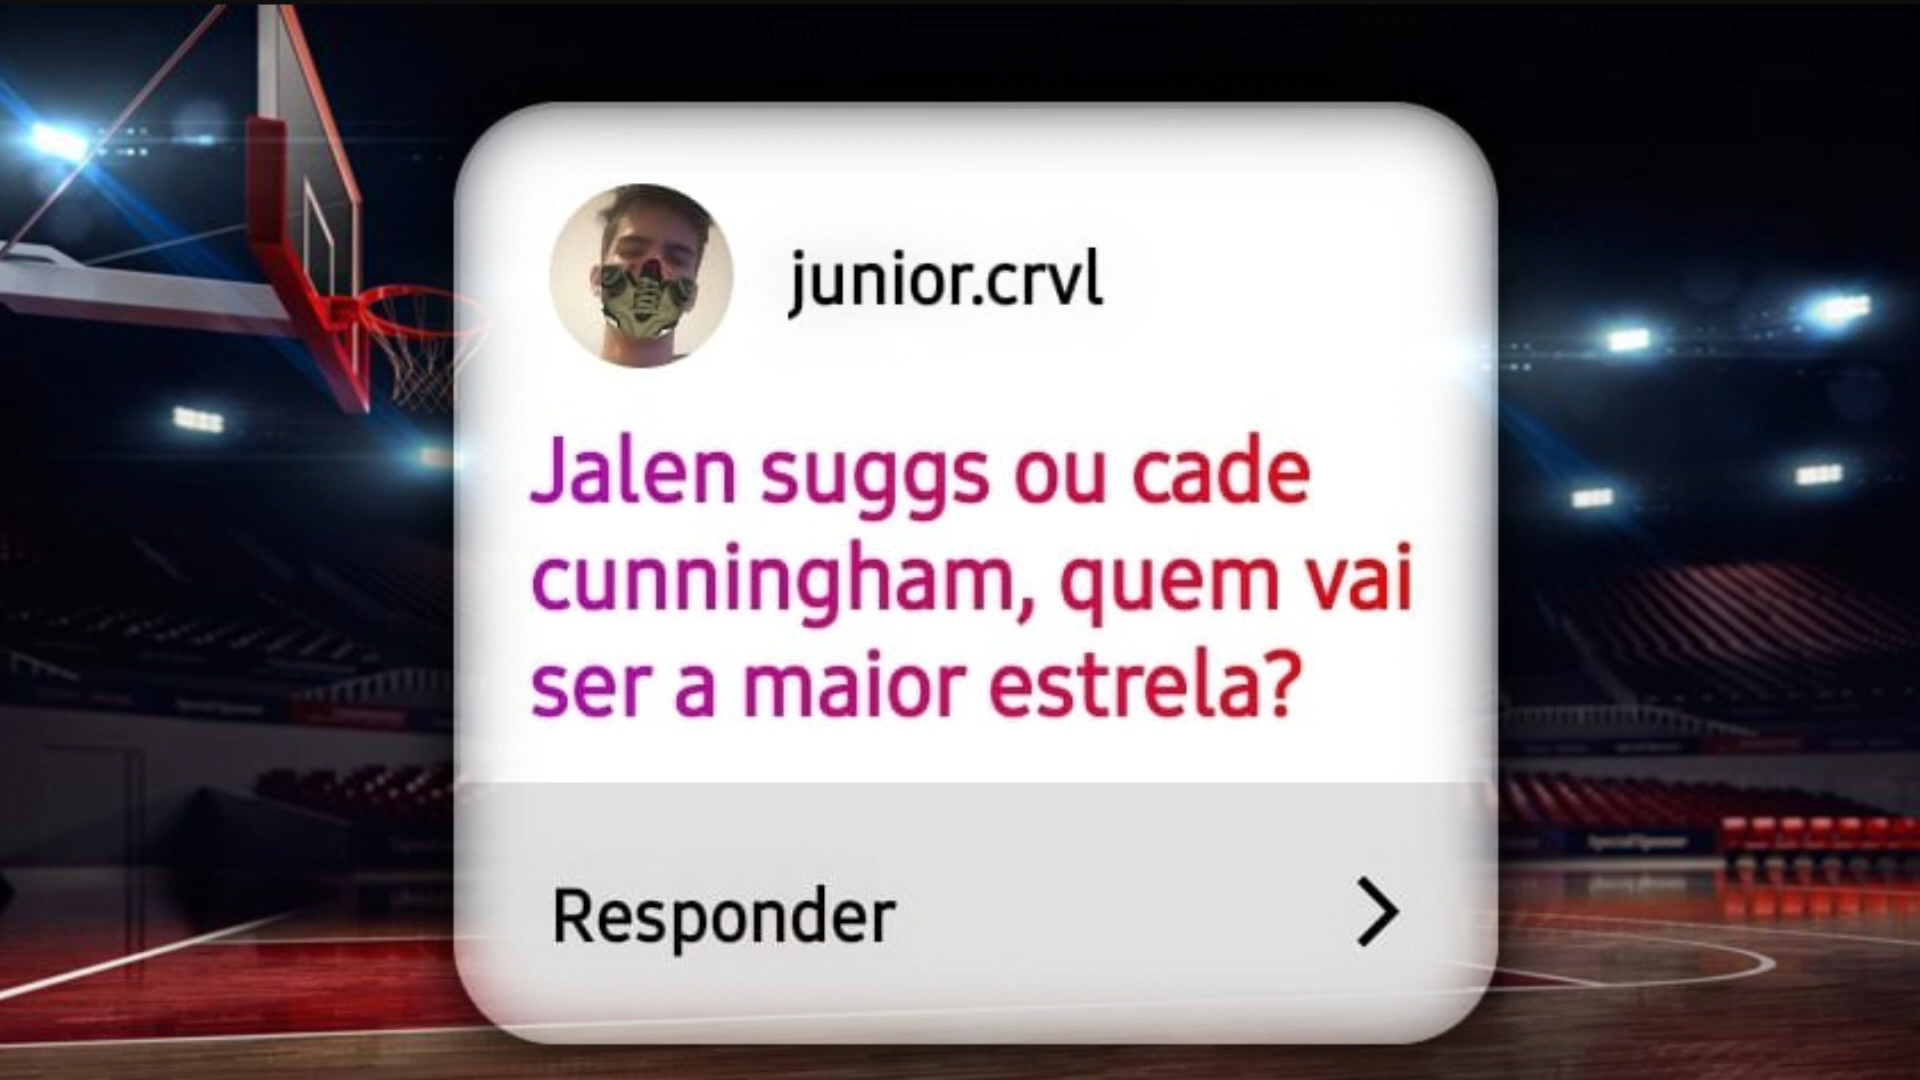 junior.crvl
Jalen suggs ou cade
cunningham, quem vai
ser a maior estrela?
Responder